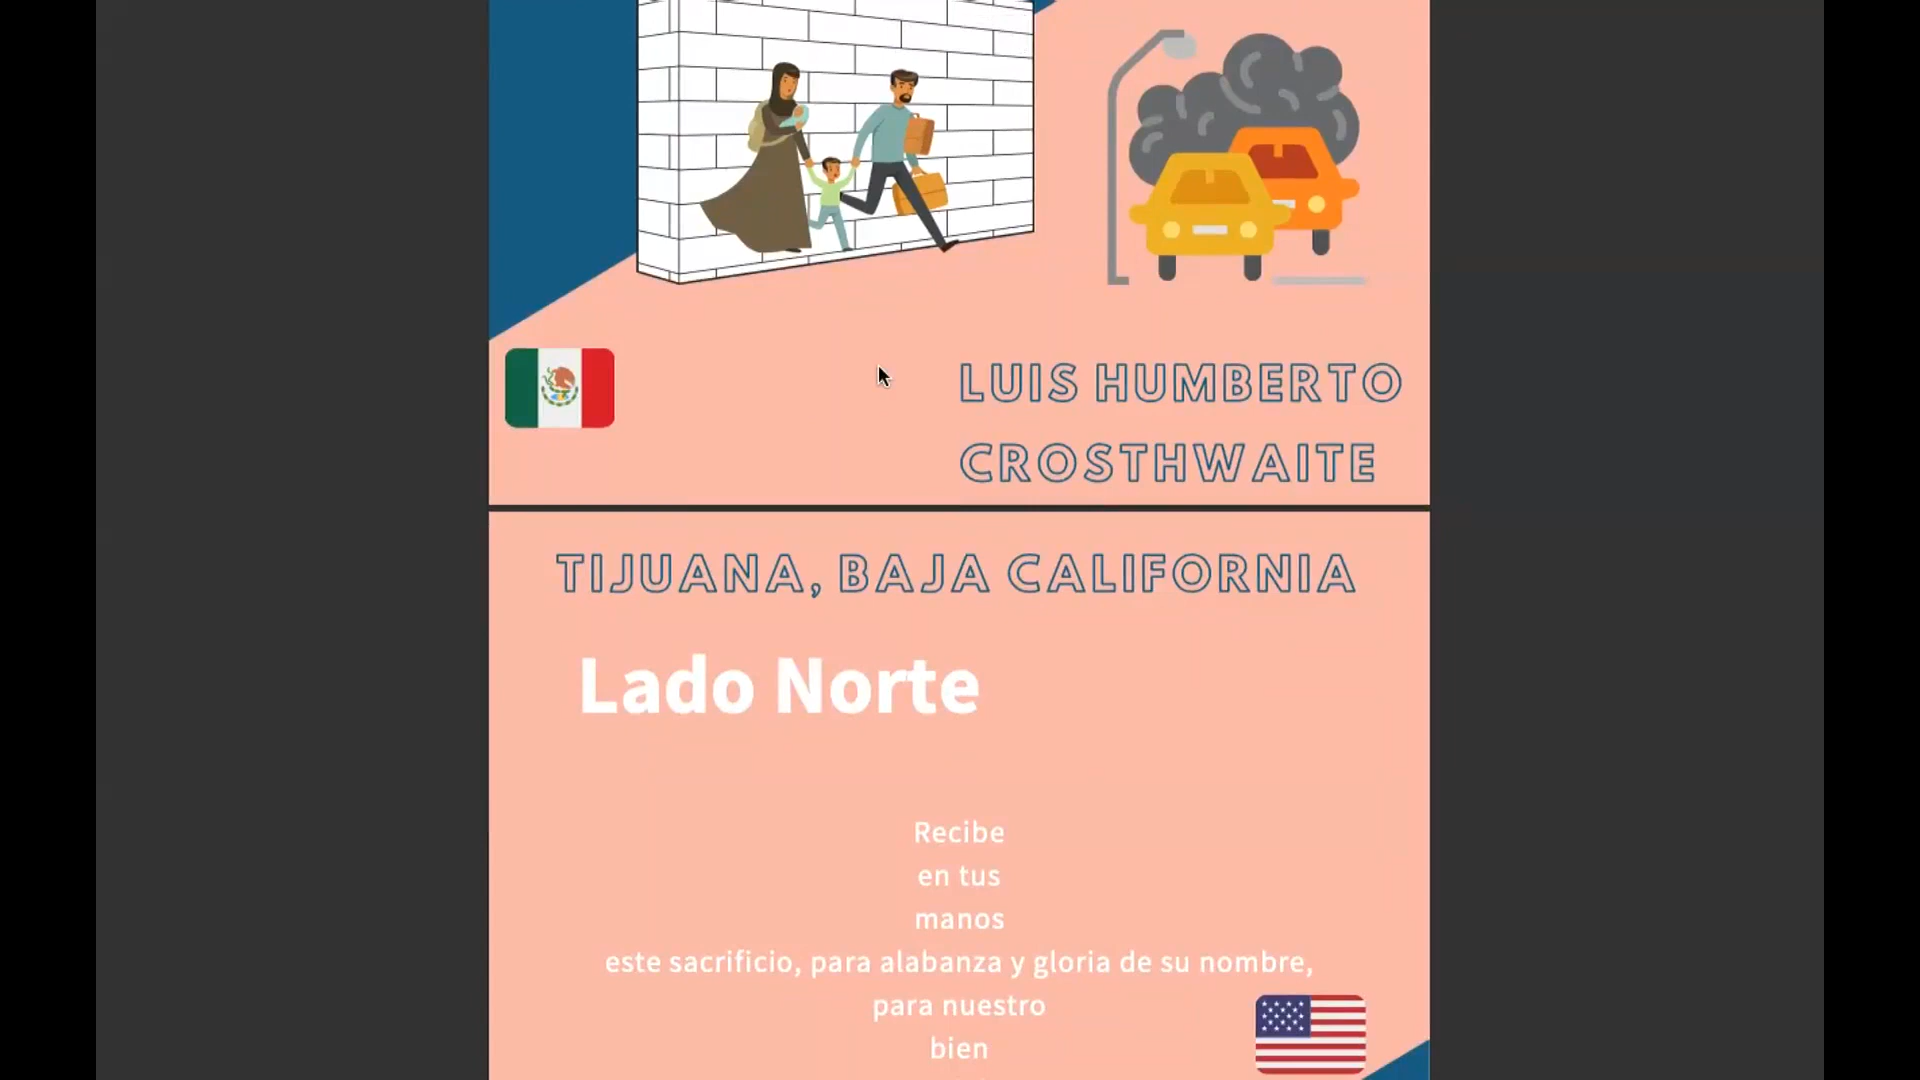 LUIS HUMBERTO
CROSTHWAITE
TIJUANA, BAJA CALIFORNIA
Lado Norte
Recibe
en tus
manos
este sacrificio, para alabanza y gloria de su nombre,
para nuestro
bien